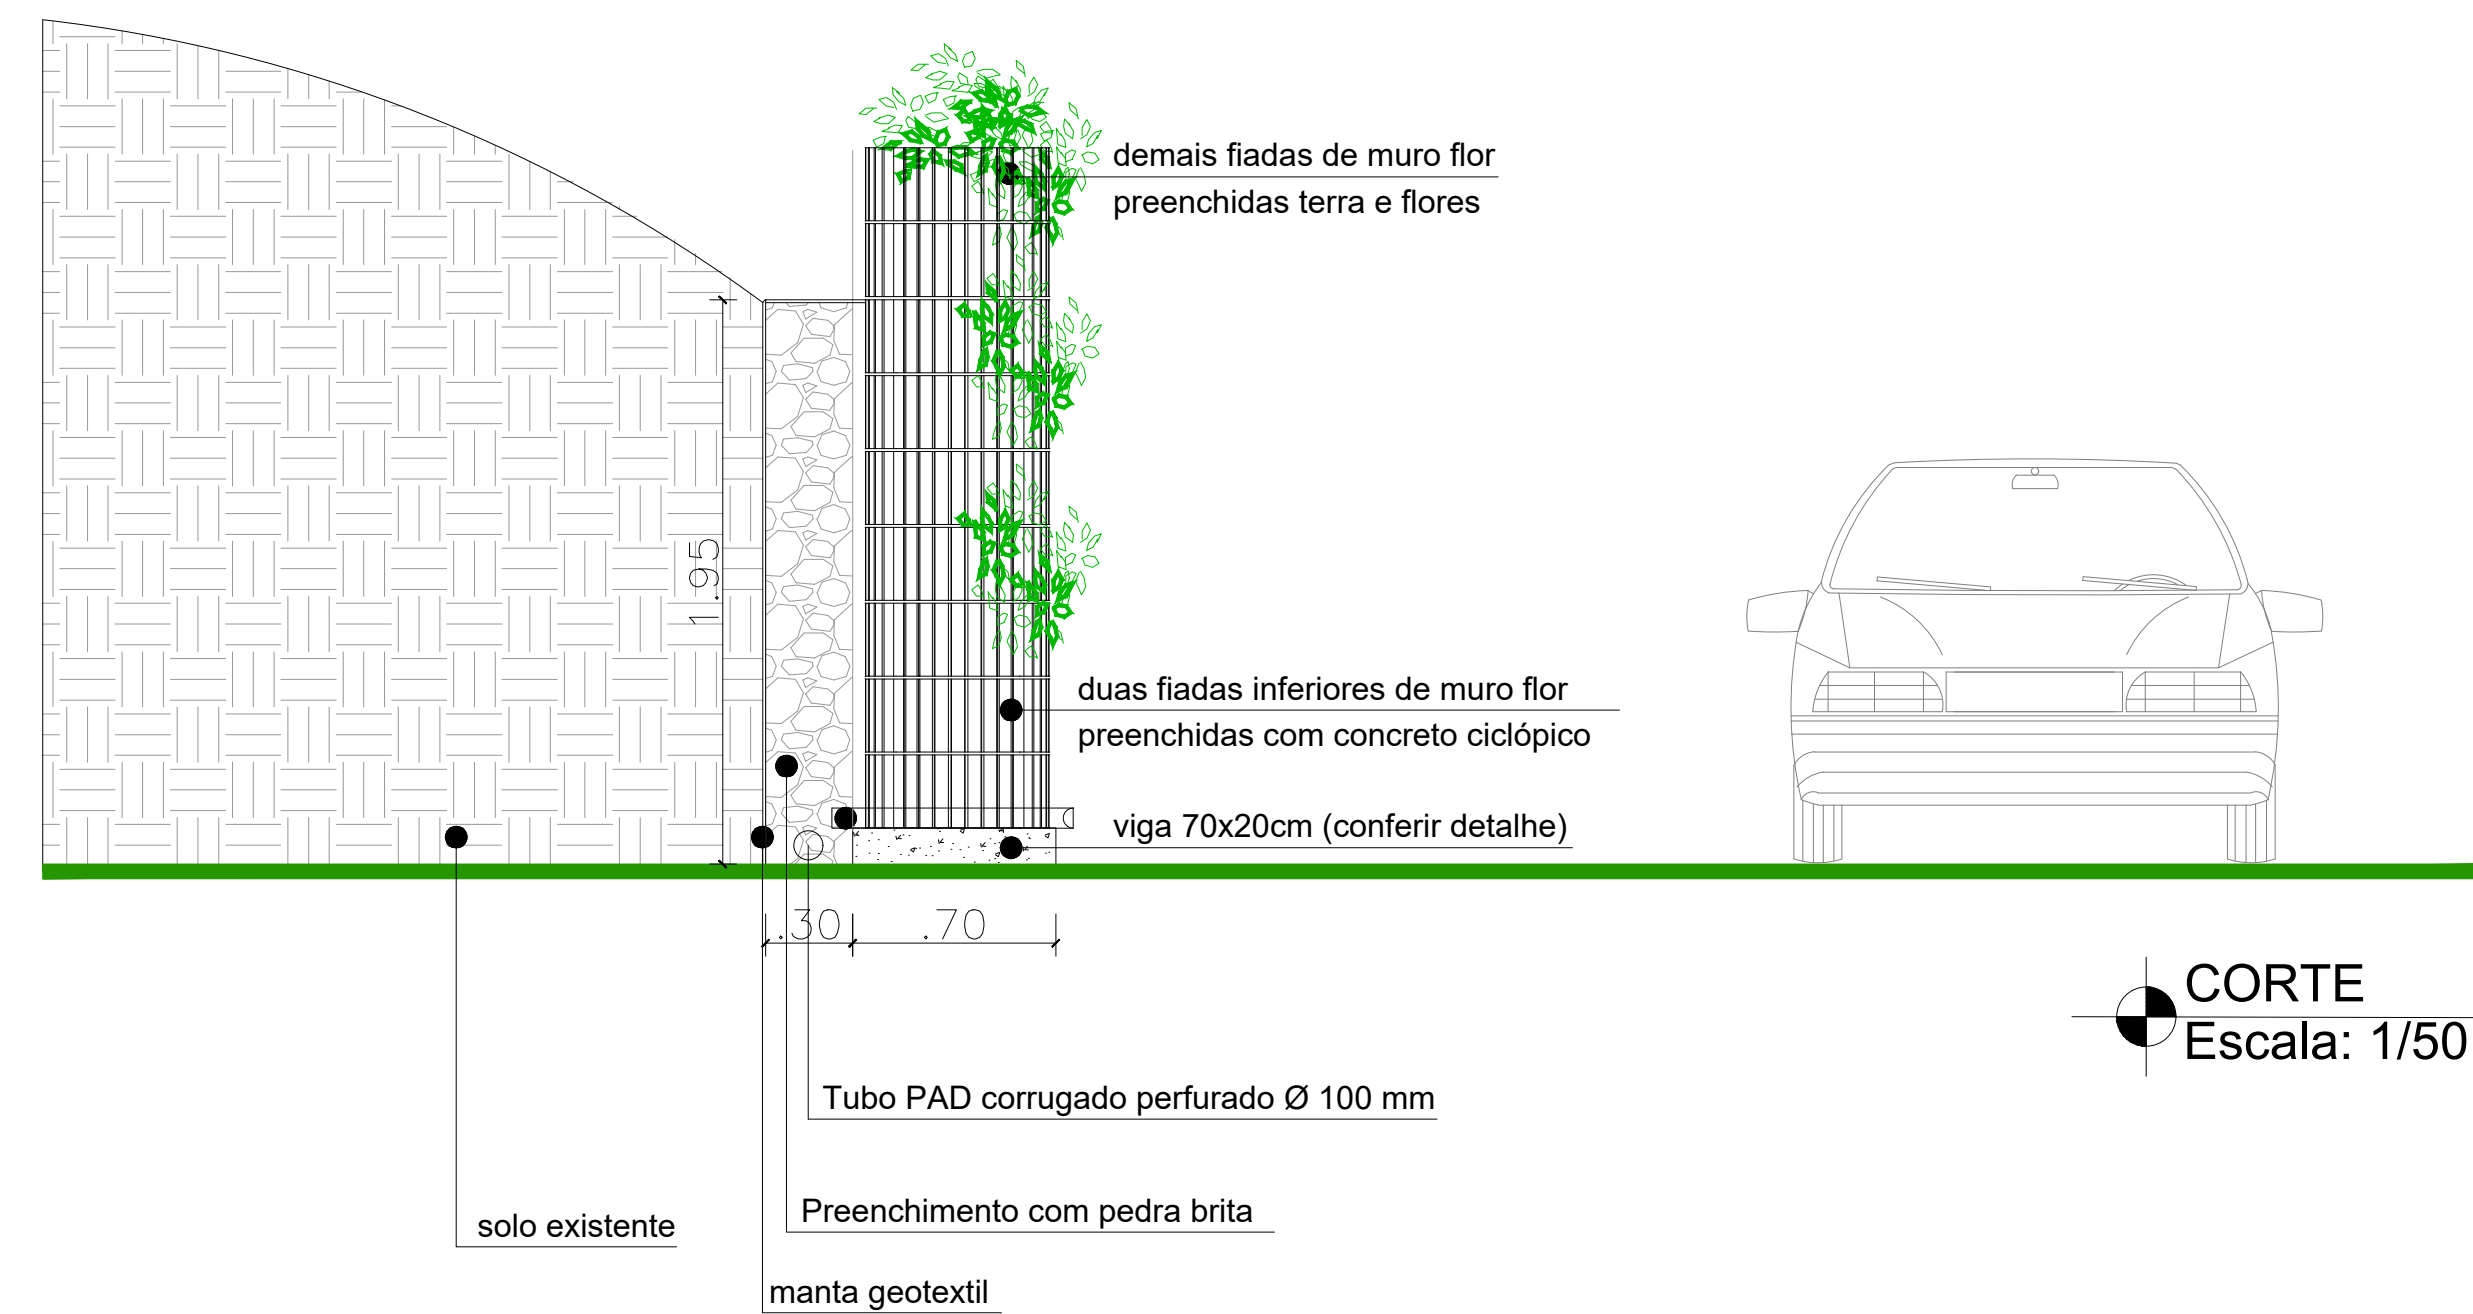 demais fiadas de muro flor
preenchidas terra e flores
1.95
duas fiadas inferiores de muro flor
preenchidas com concreto ciclópico
viga 70x20cm (conferir detalhe)
.30
.70
CORTE
Escala: 1/50
Tubo PAD corrugado perfurado Ø 100 mm
Preenchimento com pedra brita
solo existente
manta geotextil